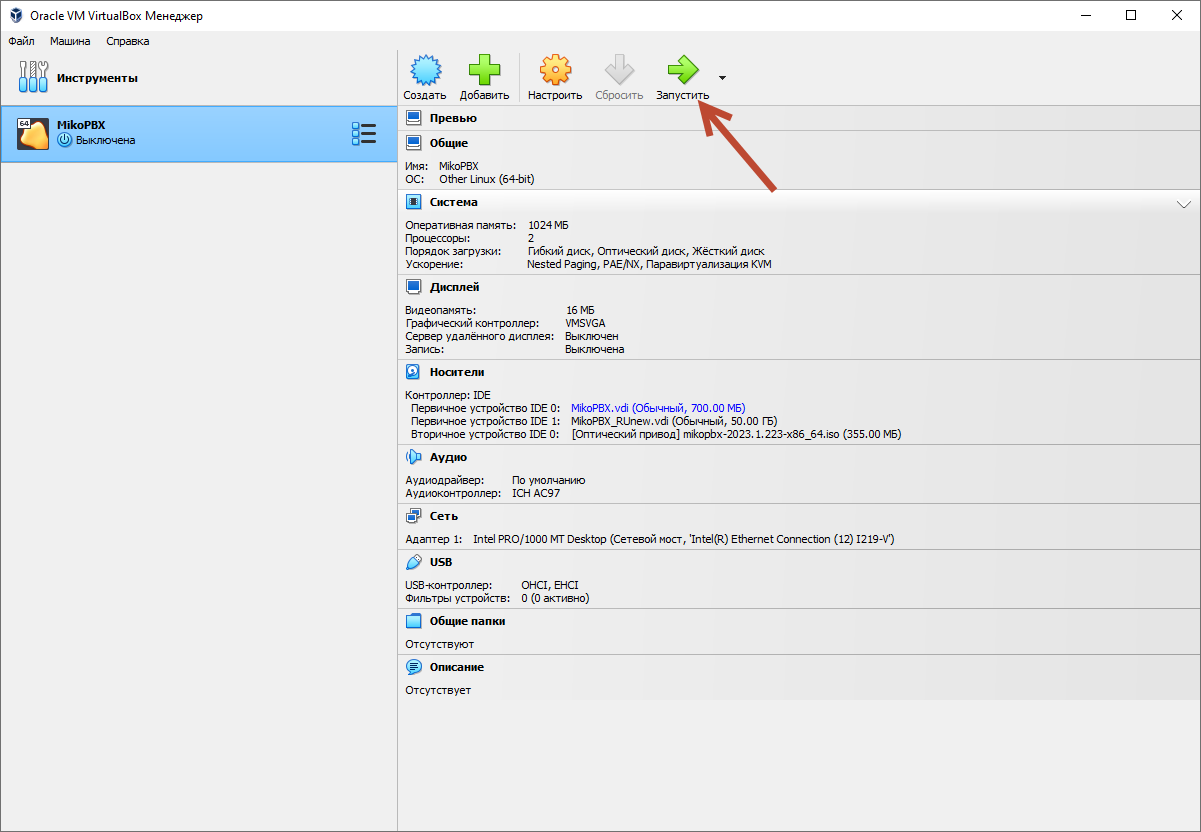 Oracle VM VirtualBox Менеджер
Файл Машина Справка
Инструменты
64
MikoPBX
Выключена
Создать Добавить Настроить Сбросить Запустить
Превью
Общие
Имя: MikoPBX
ОС: Other Linux (64-bit)
Система
Оперативная память: 1024 МБ
Процессоры: 2
Порядок загрузки: Гибкий диск, Оптический диск, Жёсткий диск
Ускорение: Nested Paging, PAE/NX, Паравиртуализация KVM
Дисплей
Видеопамять: 16 МБ
Графический контроллер: VMSVGA
Сервер удалённого дисплея: Выключен
Запись: Выключена
Носители
Контроллер: IDE
Первичное устройство IDE 0: MikoPBX.vdi (Обычный, 700.00 МБ)
Первичное устройство IDE 1: MikoPBX_RUnew.vdi (Обычный, 50.00 ГБ)
Вторичное устройство IDE 0: [Оптический привод] mikopbx-2023.1.223-x86_64.iso (355.00 МБ)
Аудио
Аудиодрайвер: По умолчанию
Аудиоконтроллер: ICH AC97
Сеть
Адаптер 1: Intel PRO/1000 MT Desktop (Сетевой мост, 'Intel(R) Ethernet Connection (12) I219-V')
USB
USB-контроллер: OHCI, EHCI
Фильтры устройств: 0 (0 активно)
Общие папки
Отсутствуют
Описание
Отсутствует